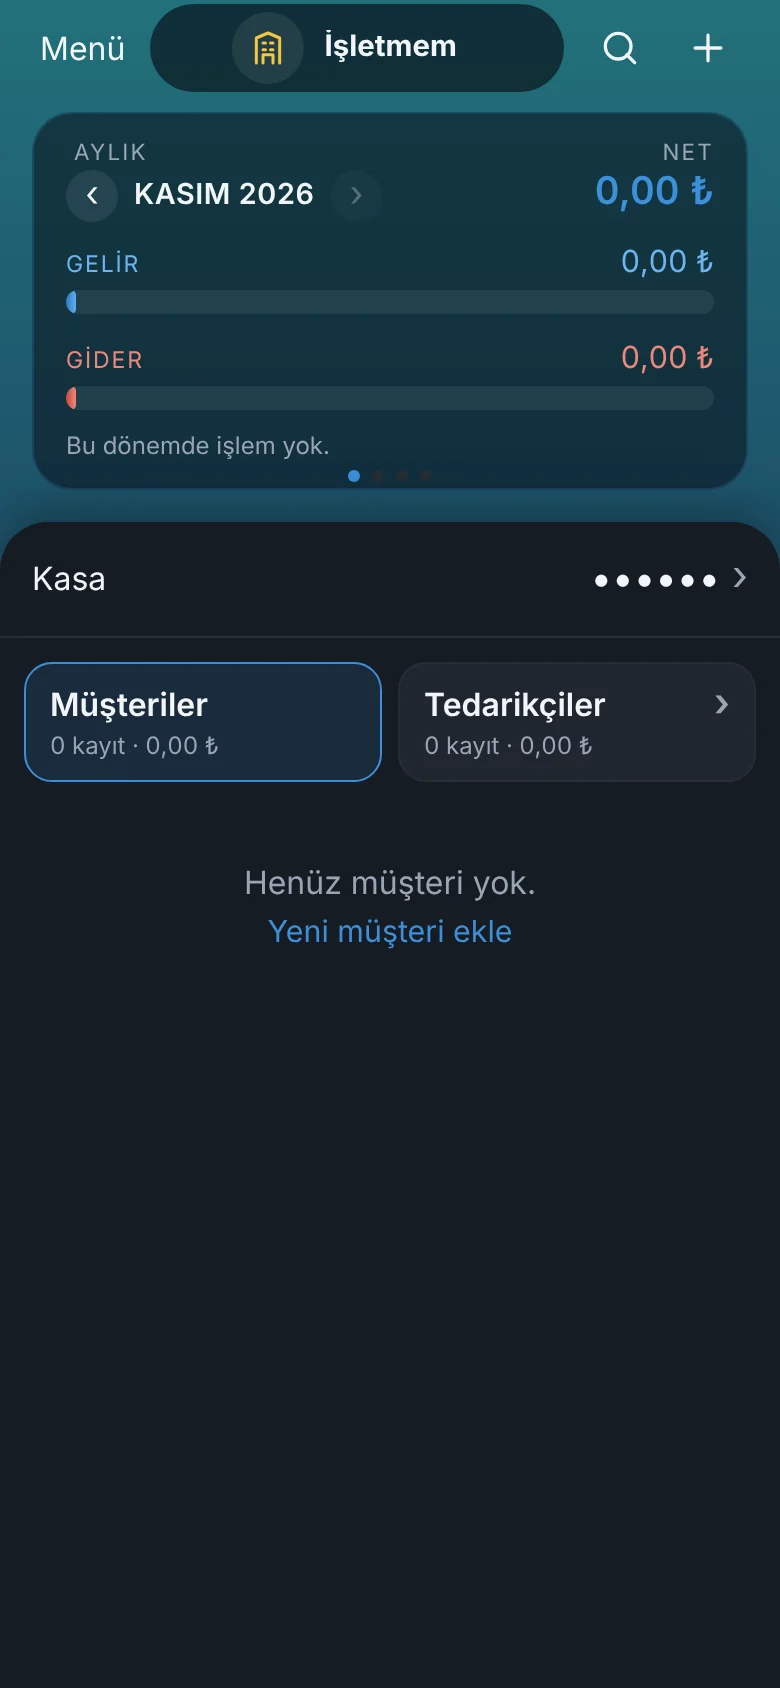 Menü
İşletmem
AYLIK
NET
KASIM 2026
0,00 ₺
GELİR
0,00 ₺
GİDER
0,00 ₺
Bu dönemde işlem yok.
Kasa
••••••
Müşteriler
0 kayıt · 0,00 ₺
Tedarikçiler
0 kayıt · 0,00 ₺
Henüz müşteri yok.
Yeni müşteri ekle